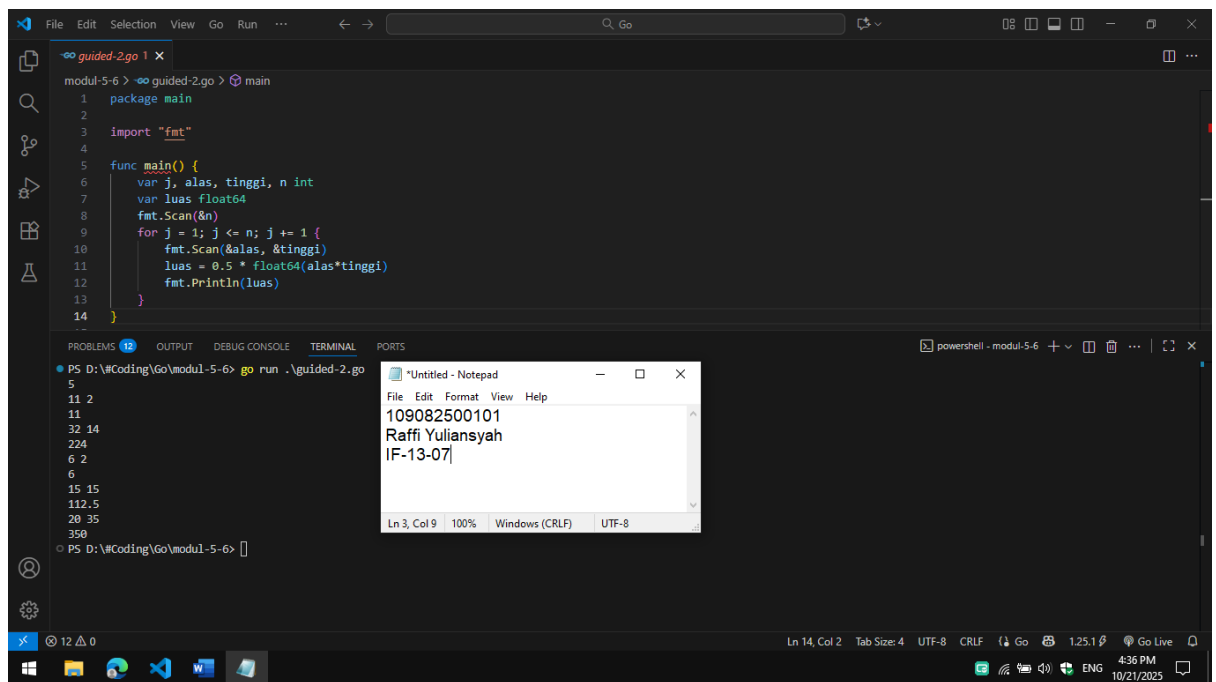 File Edit Selection View Go Run ··· ← → Go
guided-2.go 1
modul-5-6 > guided-2.go > main
1 package main
2
3 import "fmt"
4
5 func main() {
6 var j, alas, tinggi, n int
7 var luas float64
8 fmt.Scan(&n)
9 for j = 1; j <= n; j += 1 {
10 fmt.Scan(&alas, &tinggi)
11 luas = 0.5 * float64(alas*tinggi)
12 fmt.Println(luas)
13 }
14 }
PROBLEMS 12 OUTPUT DEBUG CONSOLE TERMINAL PORTS powershell - modul-5-6
PS D:\#Coding\Go\modul-5-6> go run .\guided-2.go
5
11 2
11
32 14
224
6 2
6
15 15
112.5
20 35
350
PS D:\#Coding\Go\modul-5-6>
*Untitled - Notepad
File Edit Format View Help
109082500101
Raffi Yuliansyah
IF-13-07
Ln 3, Col 9 100% Windows (CRLF) UTF-8
12 0 Ln 14, Col 2 Tab Size: 4 UTF-8 CRLF Go 1.25.1 Go Live
ENG 4:36 PM
10/21/2025